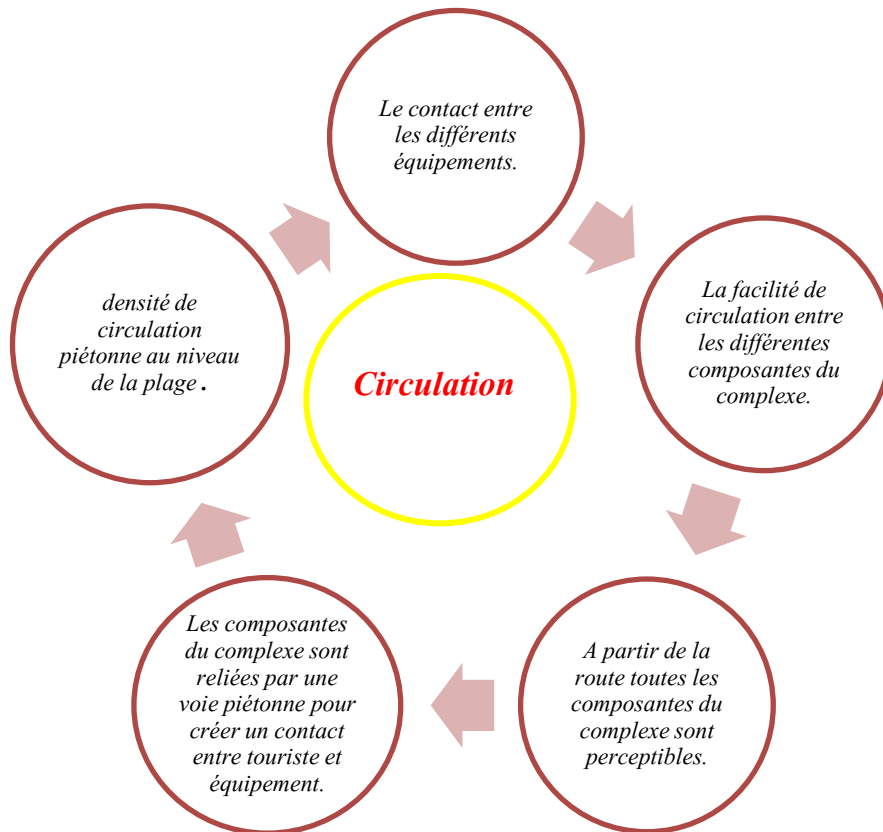 Le contact entre
les différents
équipements.
La facilité de
circulation entre
les différentes
composantes du
complexe.
A partir de la
route toutes les
composantes du
complexe sont
perceptibles.
Les composantes
du complexe sont
reliées par une
voie piétonne pour
créer un contact
entre touriste et
équipement.
densité de
circulation
piétonne au niveau
de la plage.
Circulation